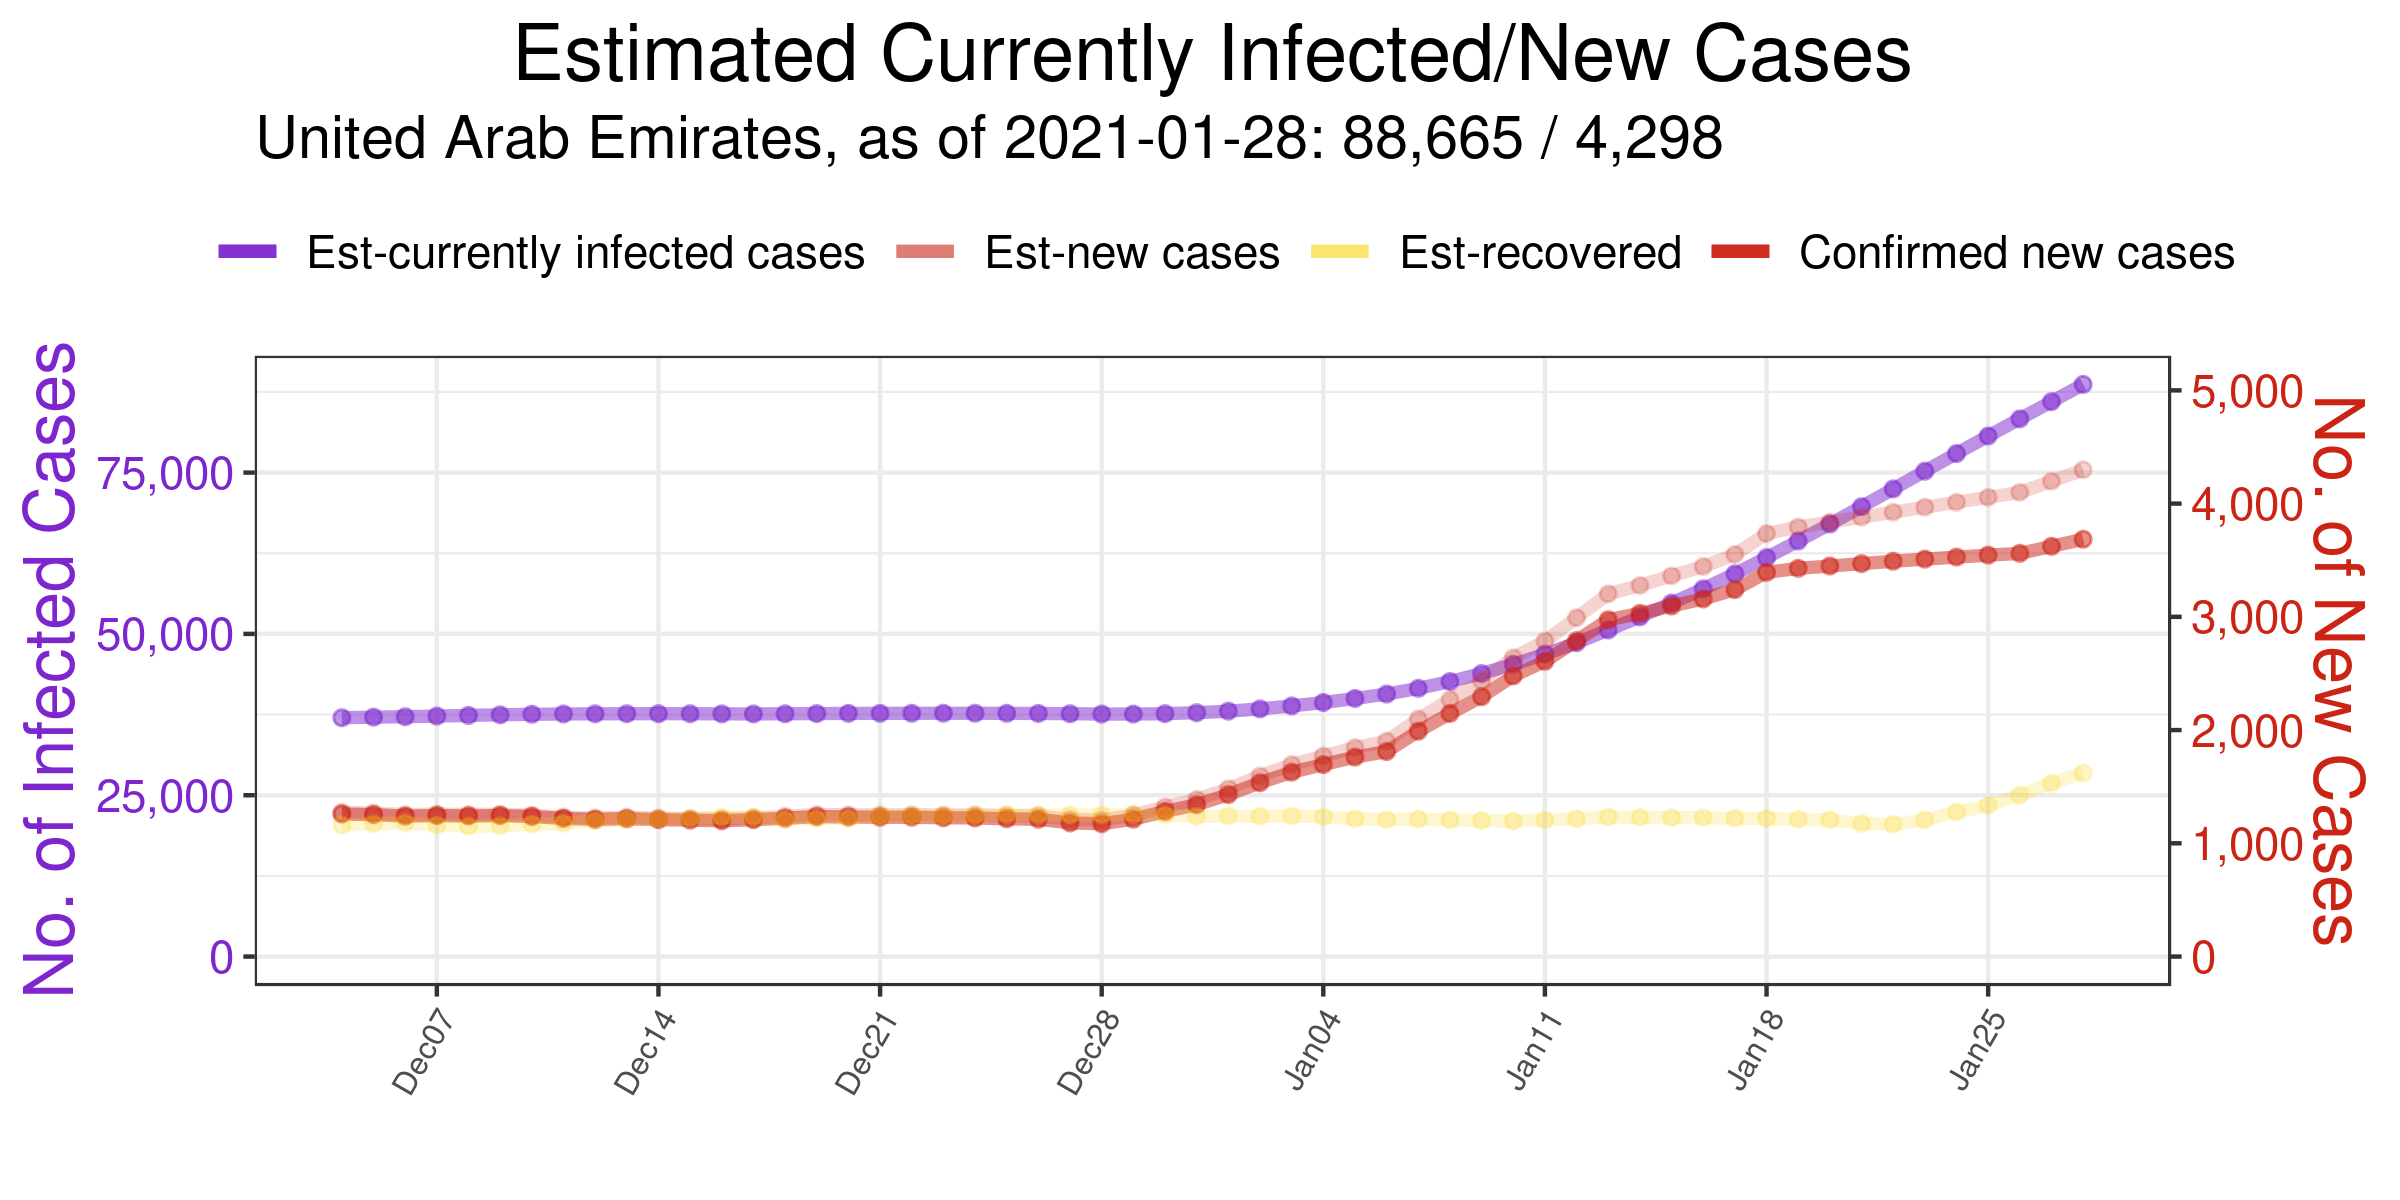 Estimated Currently Infected/New Cases
United Arab Emirates, as of 2021-01-28: 88,665 / 4,298
Est-currently infected cases Est-new cases Est-recovered Confirmed new cases
No. of Infected Cases
75,000
50,000
25,000
0
5,000
4,000
3,000
2,000
1,000
0
No. of New Cases
Dec07 Dec14 Dec21 Dec28 Jan04 Jan11 Jan18 Jan25